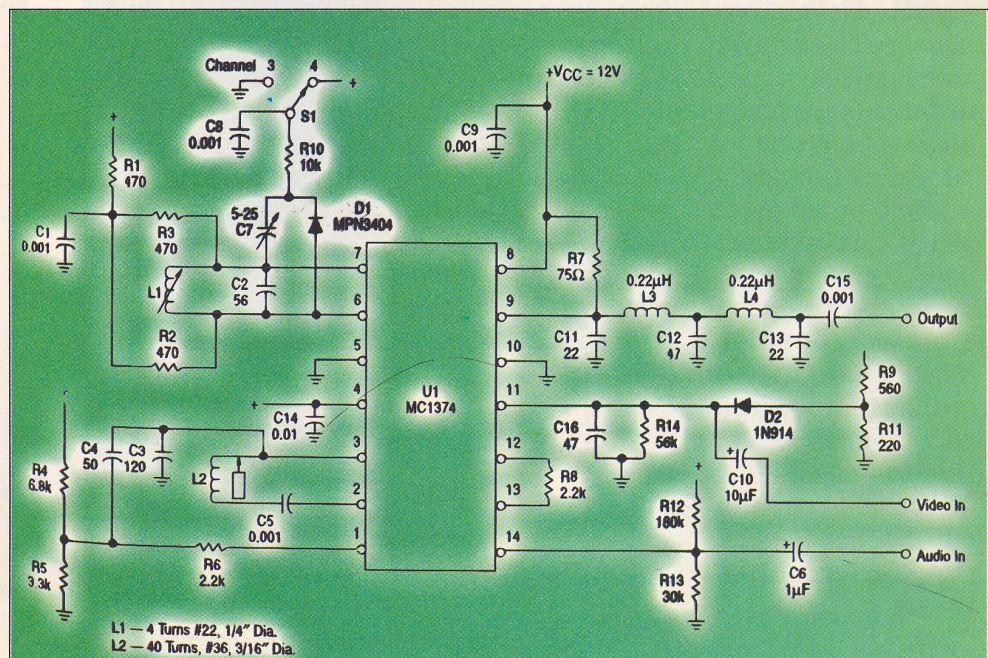 Channel 3 4
+
S1
C8
0.001
R10
10k
+VCC = 12V
C9
0.001
+
R1
470
C1
0.001
R3
470
5-25
C7
D1
MPN3404
L1
C2
56
R2
470
7
6
5
4
3
2
1
U1
MC1374
8
9
10
11
12
13
14
R7
75Ω
0.22µH
L3
0.22µH
L4
C15
0.001
Output
C11
22
C12
47
C13
22
+
C14
0.01
R9
560
D2
1N914
R11
220
C16
47
R14
56k
+
C10
10µF
Video In
C4
50
C3
120
R4
6.8k
L2
C5
0.001
R5
3.3k
R6
2.2k
R8
2.2k
+
R12
180k
+
C6
1µF
Audio In
R13
30k
L1 — 4 Turns #22, 1/4″ Dia.
L2 — 40 Turns, #36, 3/16″ Dia.